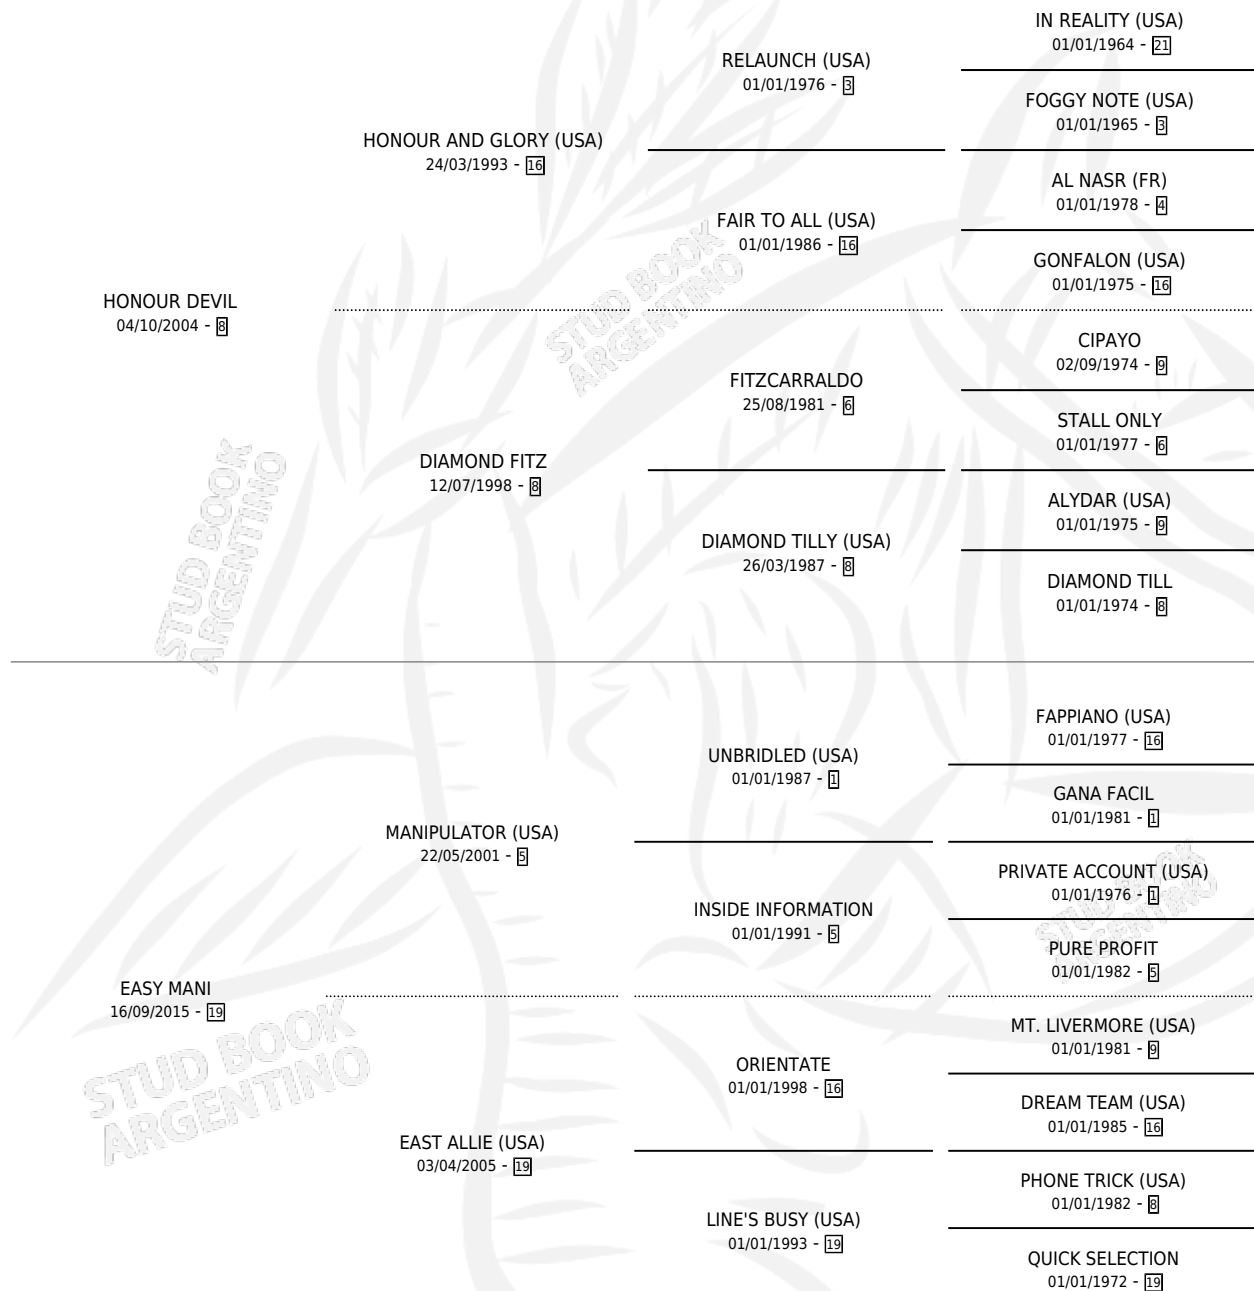 IN REALITY (USA)
01/01/1964 - 21
RELAUNCH (USA)
01/01/1976 - 3
FOGGY NOTE (USA)
01/01/1965 - 3
HONOUR AND GLORY (USA)
24/03/1993 - 16
AL NASR (FR)
01/01/1978 - 4
FAIR TO ALL (USA)
01/01/1986 - 16
GONFALON (USA)
01/01/1975 - 16
HONOUR DEVIL
04/10/2004 - 8
CIPAYO
02/09/1974 - 9
FITZCARRALDO
25/08/1981 - 6
STALL ONLY
01/01/1977 - 6
DIAMOND FITZ
12/07/1998 - 8
ALYDAR (USA)
01/01/1975 - 9
DIAMOND TILLY (USA)
26/03/1987 - 8
DIAMOND TILL
01/01/1974 - 8
STUD BOOK
ARGENTINO
STUD BOOK
ARGENTINO
FAPPIANO (USA)
01/01/1977 - 16
UNBRIDLED (USA)
01/01/1987 - 1
GANA FACIL
01/01/1981 - 1
MANIPULATOR (USA)
22/05/2001 - 5
PRIVATE ACCOUNT (USA)
01/01/1976 - 1
INSIDE INFORMATION
01/01/1991 - 5
PURE PROFIT
01/01/1982 - 5
STUD BOOK
ARGENTINO
EASY MANI
16/09/2015 - 19
MT. LIVERMORE (USA)
01/01/1981 - 9
ORIENTATE
01/01/1998 - 16
DREAM TEAM (USA)
01/01/1985 - 16
STUD BOOK
ARGENTINO
EAST ALLIE (USA)
03/04/2005 - 19
PHONE TRICK (USA)
01/01/1982 - 8
LINE'S BUSY (USA)
01/01/1993 - 19
QUICK SELECTION
01/01/1972 - 19